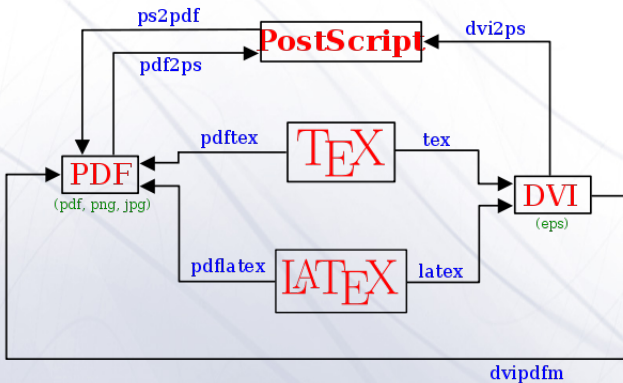 ps2pdf
PostScript
dvi2ps
pdf2ps
pdftex
TEX
tex
PDF
(pdf, png, jpg)
DVI
(eps)
pdflatex
LATEX
latex
dvipdfm